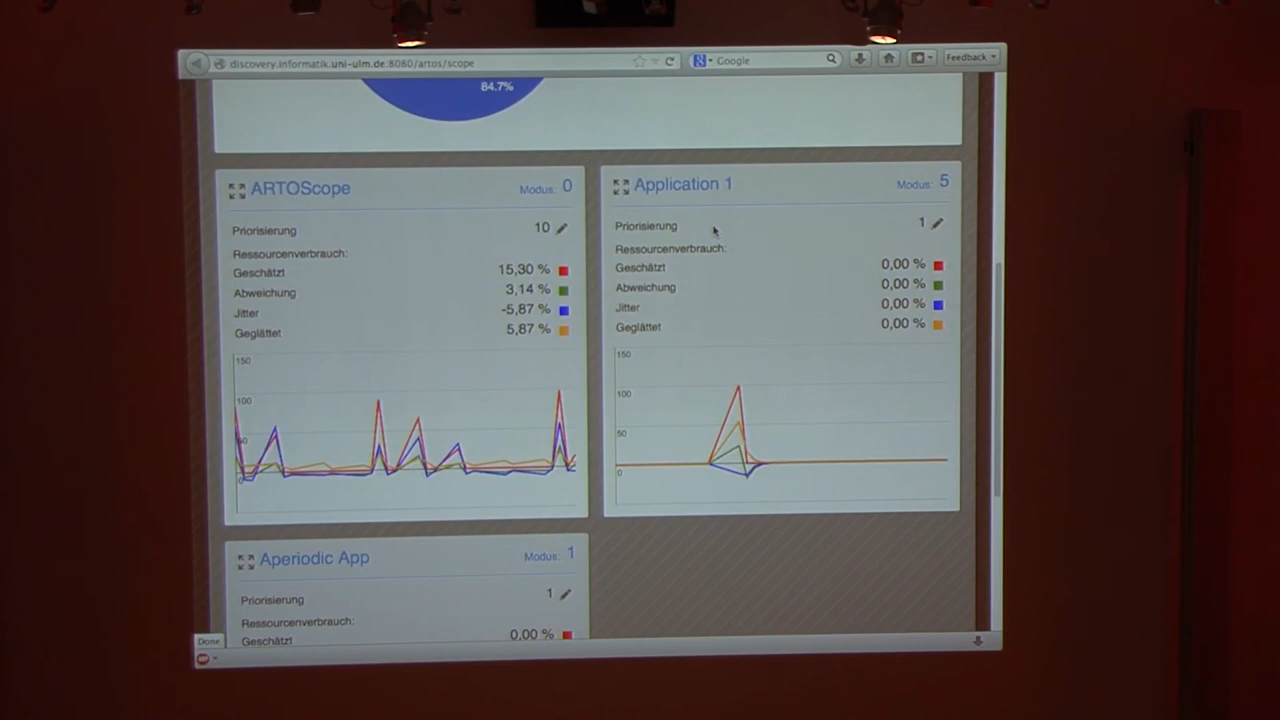 discovery.informatik.uni-ulm.de:8080/artos/scope
Google
Feedback
84.7%
ARTOScope
Modus: 0
Priorisierung 10
Ressourcenverbrauch:
Geschätzt 15,30 %
Abweichung 3,14 %
Jitter -5,87 %
Geglättet 5,87 %
150
100
50
0
Application 1
Modus: 5
Priorisierung 1
Ressourcenverbrauch:
Geschätzt 0,00 %
Abweichung 0,00 %
Jitter 0,00 %
Geglättet 0,00 %
150
100
50
0
Aperiodic App
Modus: 1
Priorisierung 1
Ressourcenverbrauch:
Geschätzt 0,00 %
Done